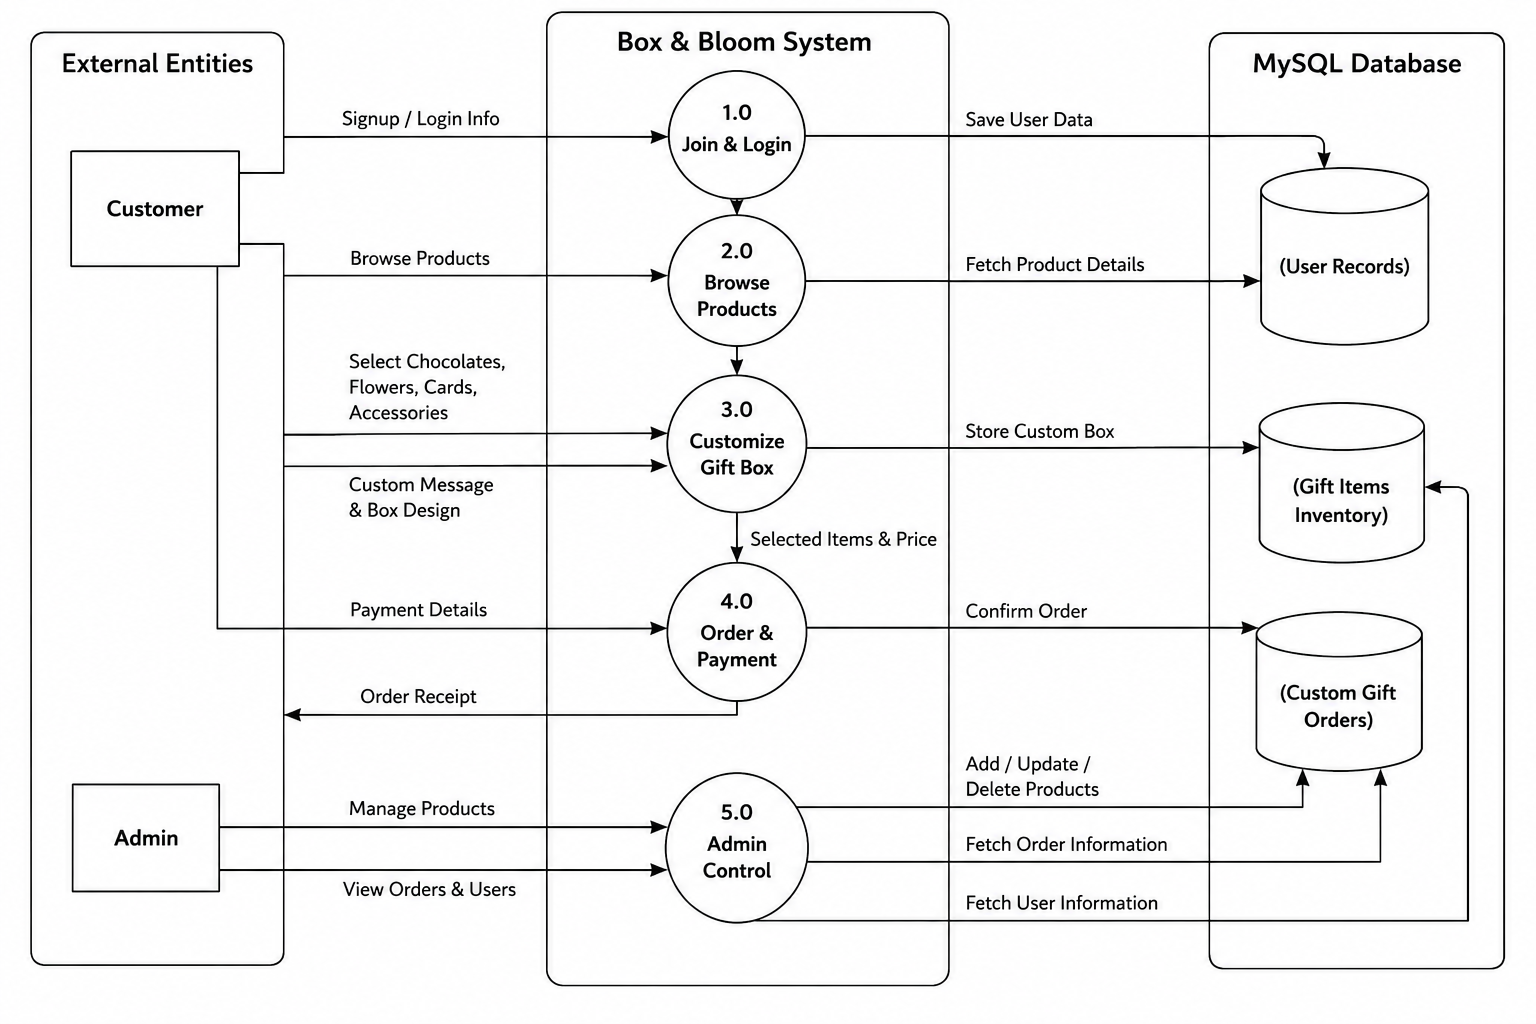 External Entities
Box & Bloom System
MySQL Database
Signup / Login Info
1.0
Join & Login
Save User Data
Customer
Browse Products
2.0
Browse
Products
Fetch Product Details
(User Records)
Select Chocolates,
Flowers, Cards,
Accessories
3.0
Customize
Gift Box
Store Custom Box
Custom Message
& Box Design
(Gift Items
Inventory)
Selected Items & Price
Payment Details
4.0
Order &
Payment
Confirm Order
Order Receipt
(Custom Gift
Orders)
Admin
Manage Products
View Orders & Users
5.0
Admin
Control
Add / Update /
Delete Products
Fetch Order Information
Fetch User Information